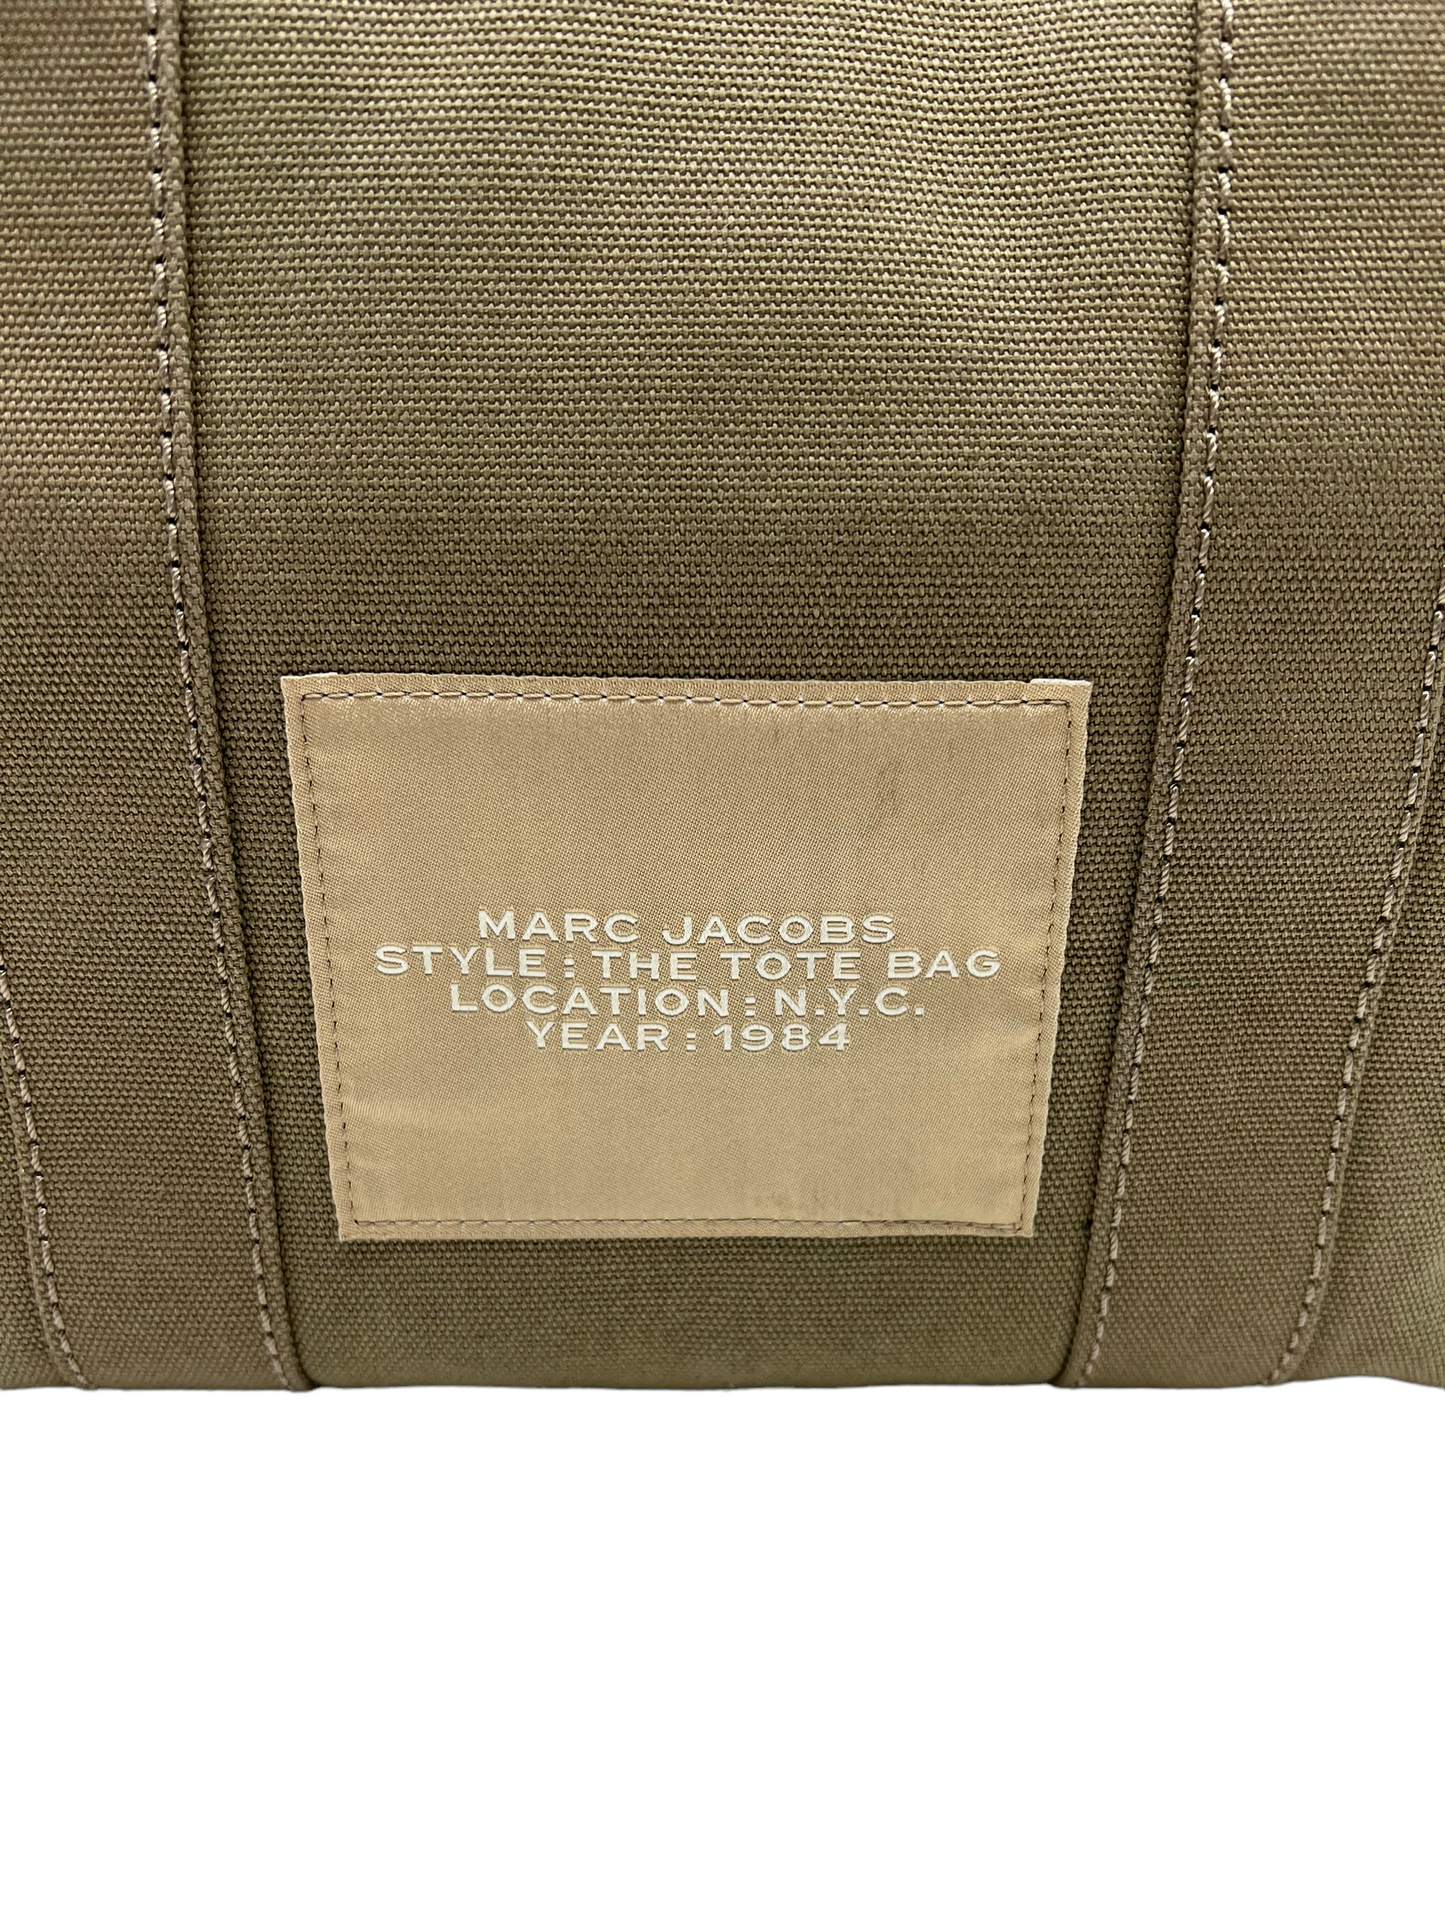 MARC JACOBS
STYLE: THE TOTE BAG
LOCATION: N.Y.C.
YEAR: 1984